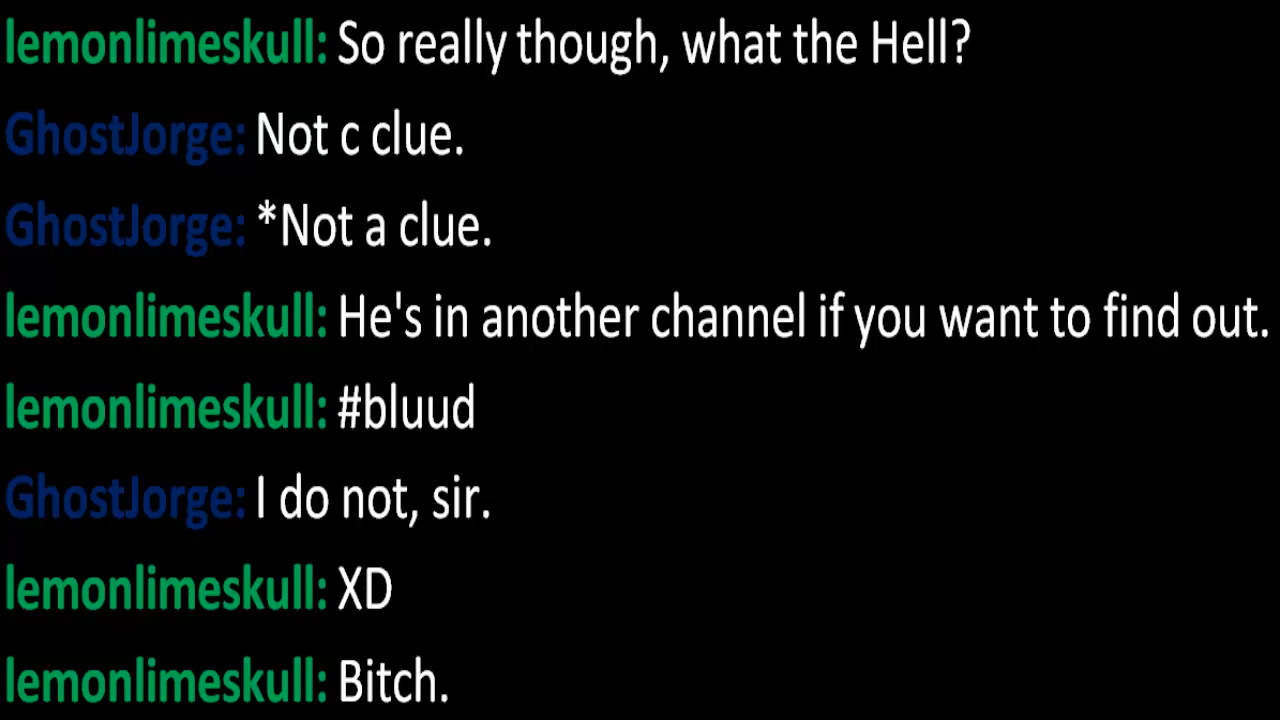 lemonlimeskull: So really though, what the Hell?
GhostJorge: Not c clue.
GhostJorge: *Not a clue.
lemonlimeskull: He's in another channel if you want to find out.
lemonlimeskull: #bluud
GhostJorge: I do not, sir.
lemonlimeskull: XD
lemonlimeskull: Bitch.